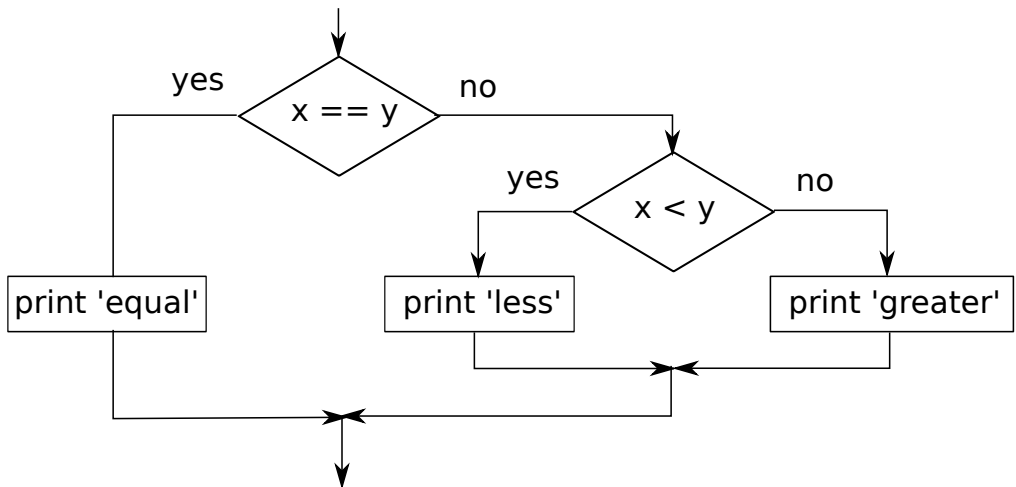 yes
x == y
no
yes
x < y
no
print 'equal'
print 'less'
print 'greater'